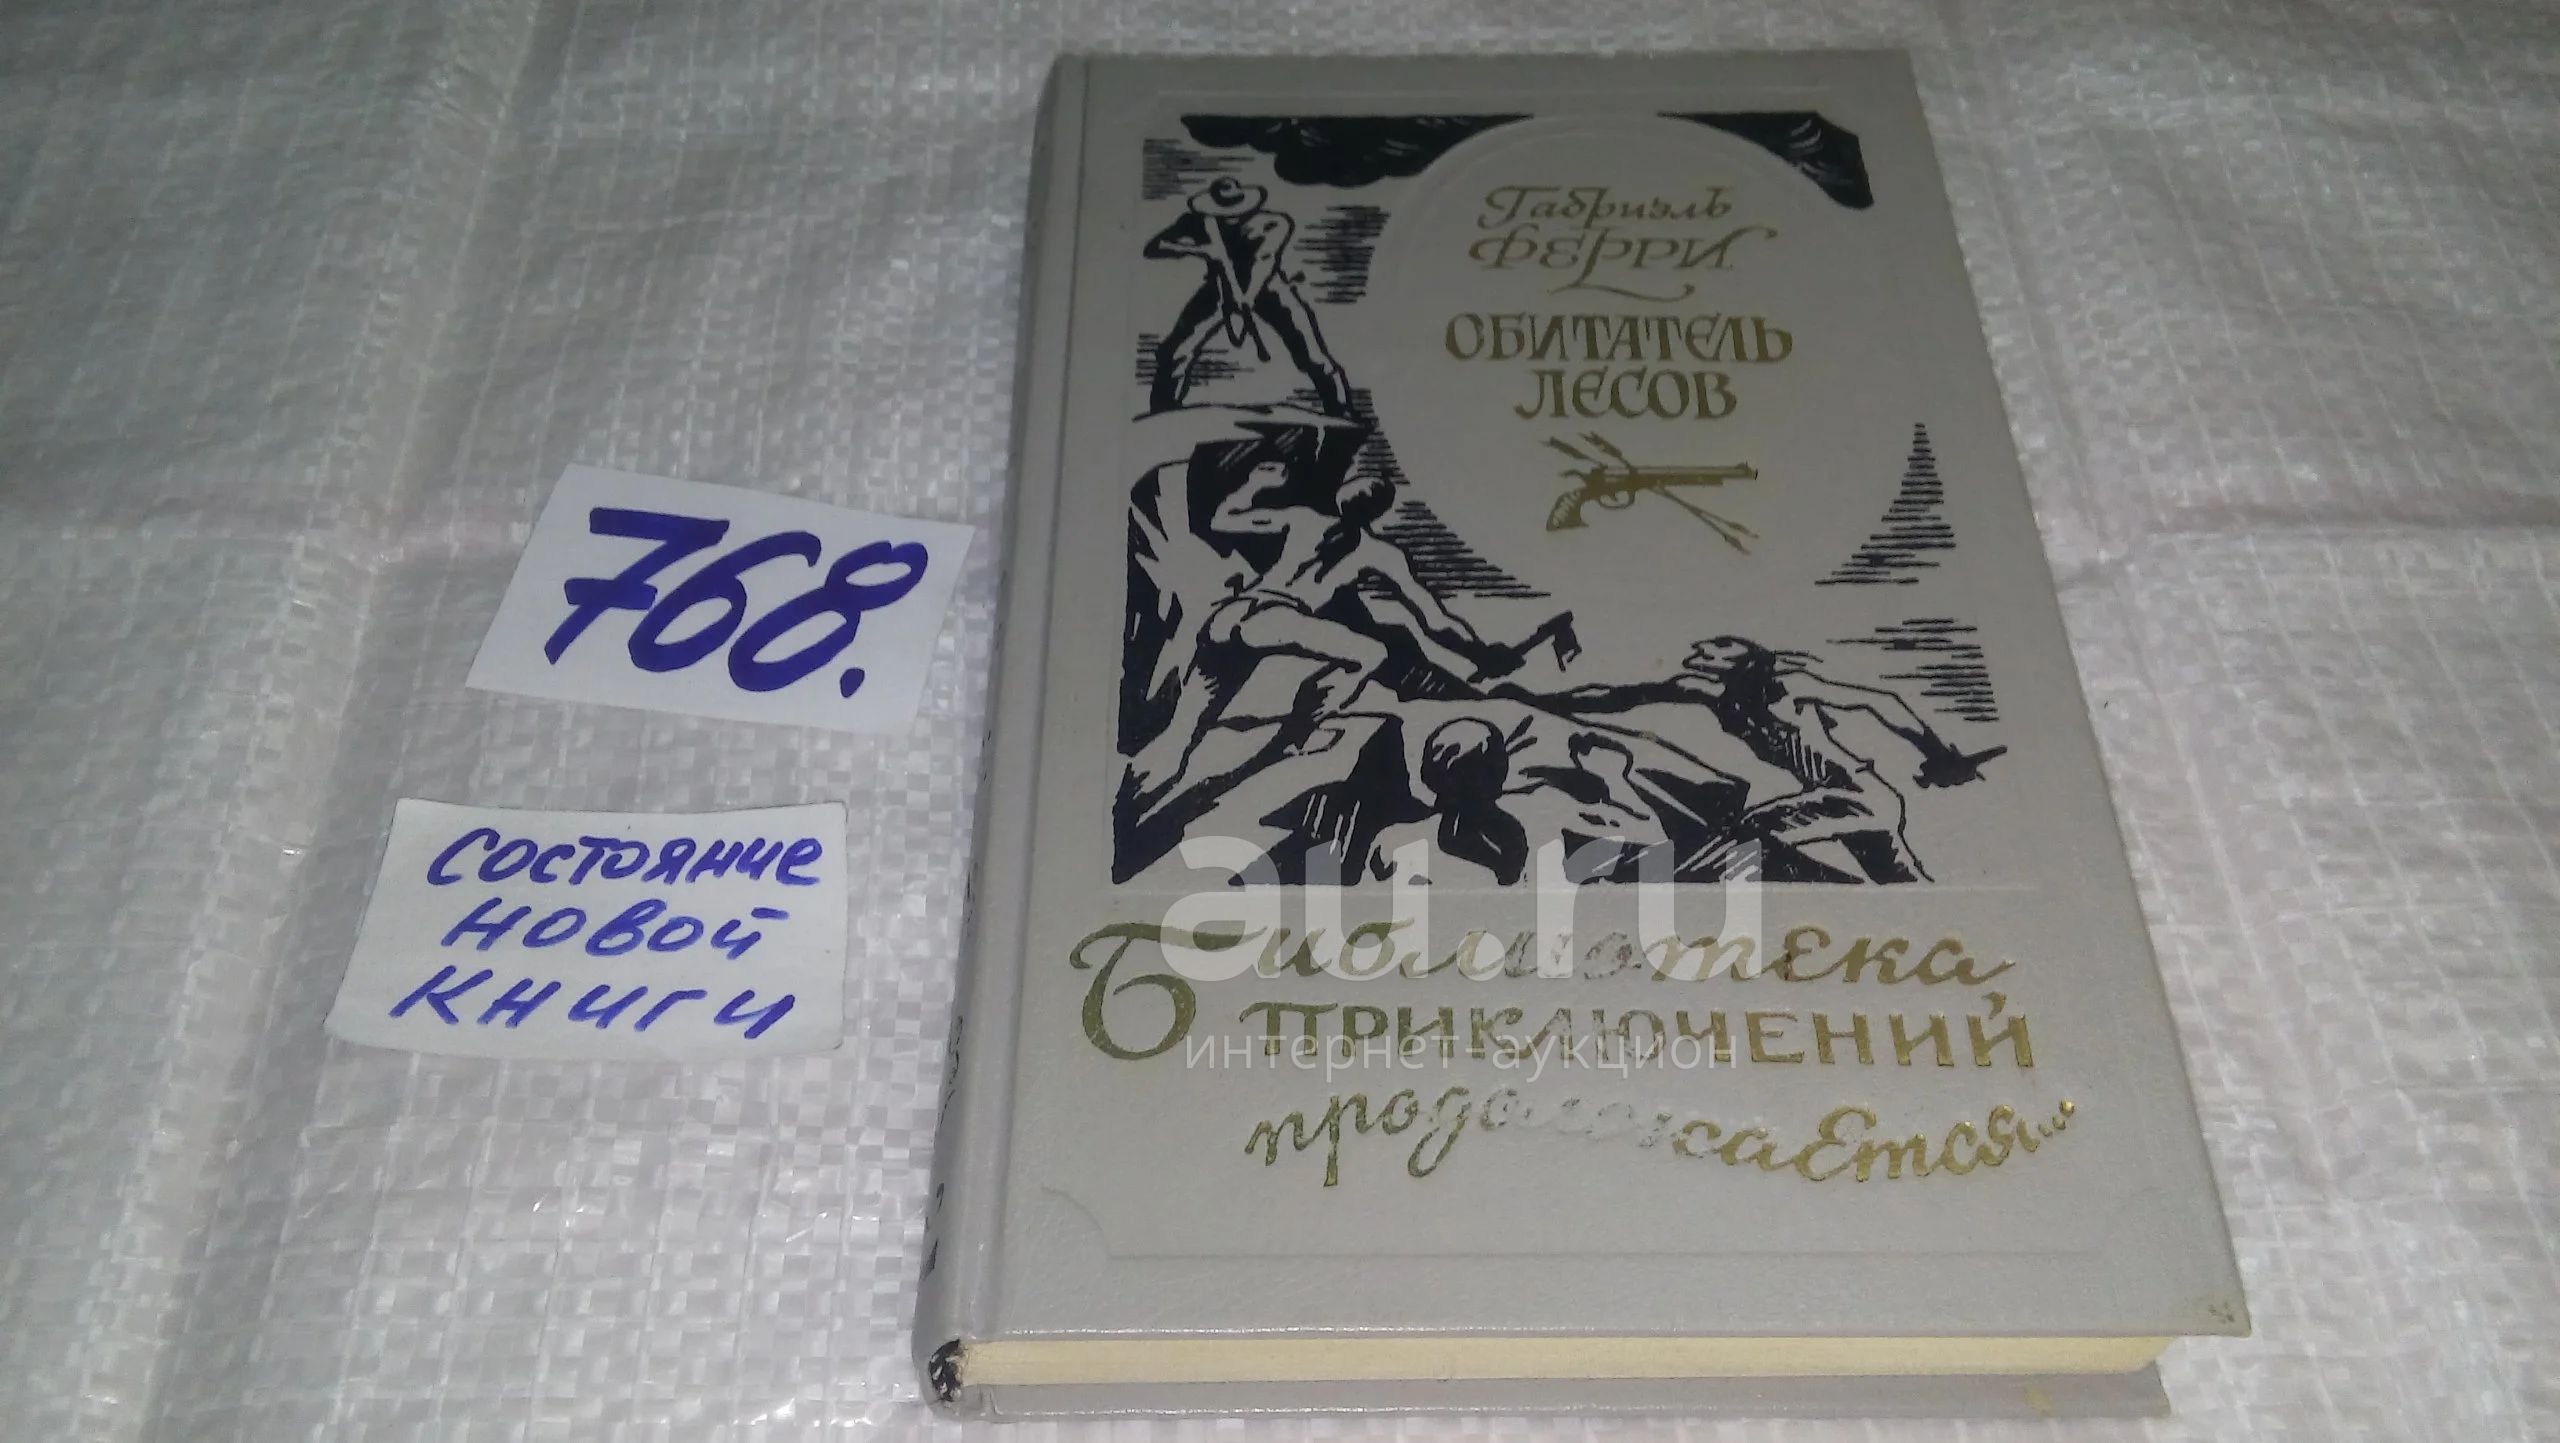 Габриэль
ФЕРРИ
ОБИТАТЕЛЬ
ЛЕСОВ
768.
состояние
новой
книги
au.ru
интернет-аукцион
Библиотека
ПРИКЛЮЧЕНИЙ
продолжается...